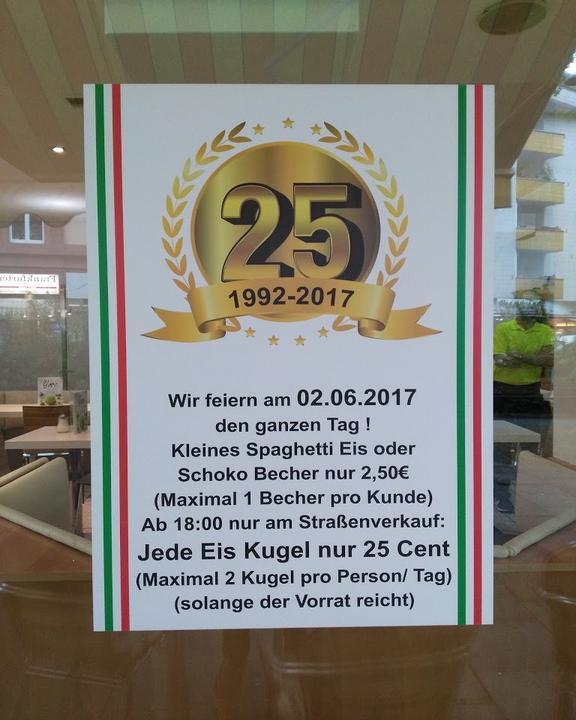 25
1992-2017
Wir feiern am 02.06.2017
den ganzen Tag !
Kleines Spaghetti Eis oder
Schoko Becher nur 2,50€
(Maximal 1 Becher pro Kunde)
Ab 18:00 nur am Straßenverkauf:
Jede Eis Kugel nur 25 Cent
(Maximal 2 Kugel pro Person/ Tag)
(solange der Vorrat reicht)